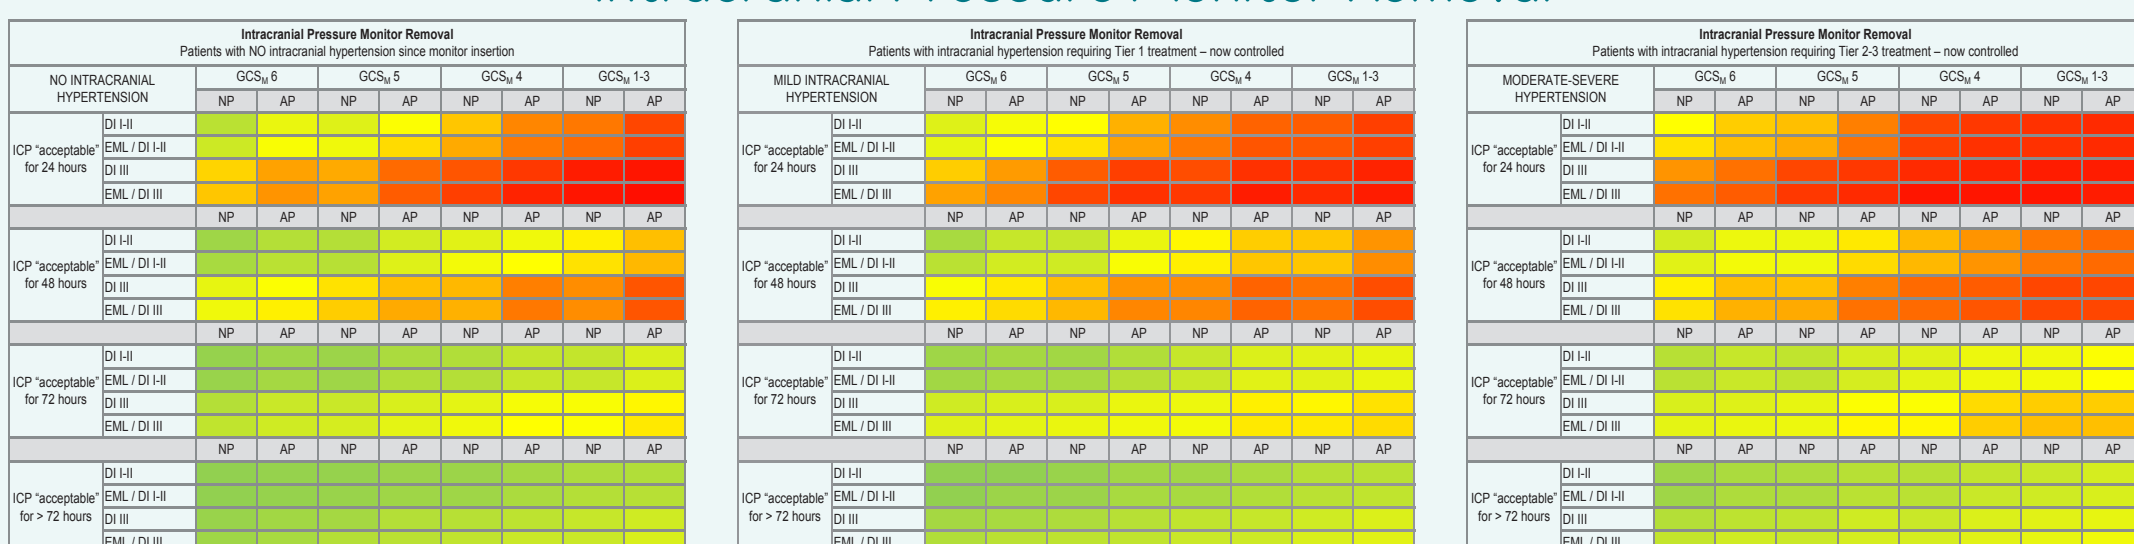 Intracranial Pressure Monitor Removal
Intracranial Pressure Monitor Removal
Patients with NO intracranial hypertension since monitor insertion
NO INTRACRANIAL HYPERTENSION
GCSM 6 GCSM 5 GCSM 4 GCSM 1-3
NP AP NP AP NP AP NP AP
ICP “acceptable” for 24 hours
DI I-II
EML / DI I-II
DI III
EML / DI III
NP AP NP AP NP AP NP AP
ICP “acceptable” for 48 hours
DI I-II
EML / DI I-II
DI III
EML / DI III
NP AP NP AP NP AP NP AP
ICP “acceptable” for 72 hours
DI I-II
EML / DI I-II
DI III
EML / DI III
NP AP NP AP NP AP NP AP
ICP “acceptable” for > 72 hours
DI I-II
EML / DI I-II
DI III
EML / DI III
Intracranial Pressure Monitor Removal
Patients with intracranial hypertension requiring Tier 1 treatment – now controlled
MILD INTRACRANIAL HYPERTENSION
GCSM 6 GCSM 5 GCSM 4 GCSM 1-3
NP AP NP AP NP AP NP AP
ICP “acceptable” for 24 hours
DI I-II
EML / DI I-II
DI III
EML / DI III
NP AP NP AP NP AP NP AP
ICP “acceptable” for 48 hours
DI I-II
EML / DI I-II
DI III
EML / DI III
NP AP NP AP NP AP NP AP
ICP “acceptable” for 72 hours
DI I-II
EML / DI I-II
DI III
EML / DI III
NP AP NP AP NP AP NP AP
ICP “acceptable” for > 72 hours
DI I-II
EML / DI I-II
DI III
EML / DI III
Intracranial Pressure Monitor Removal
Patients with intracranial hypertension requiring Tier 2-3 treatment – now controlled
MODERATE-SEVERE HYPERTENSION
GCSM 6 GCSM 5 GCSM 4 GCSM 1-3
NP AP NP AP NP AP NP AP
ICP “acceptable” for 24 hours
DI I-II
EML / DI I-II
DI III
EML / DI III
NP AP NP AP NP AP NP AP
ICP “acceptable” for 48 hours
DI I-II
EML / DI I-II
DI III
EML / DI III
NP AP NP AP NP AP NP AP
ICP “acceptable” for 72 hours
DI I-II
EML / DI I-II
DI III
EML / DI III
NP AP NP AP NP AP NP AP
ICP “acceptable” for > 72 hours
DI I-II
EML / DI I-II
DI III
EML / DI III